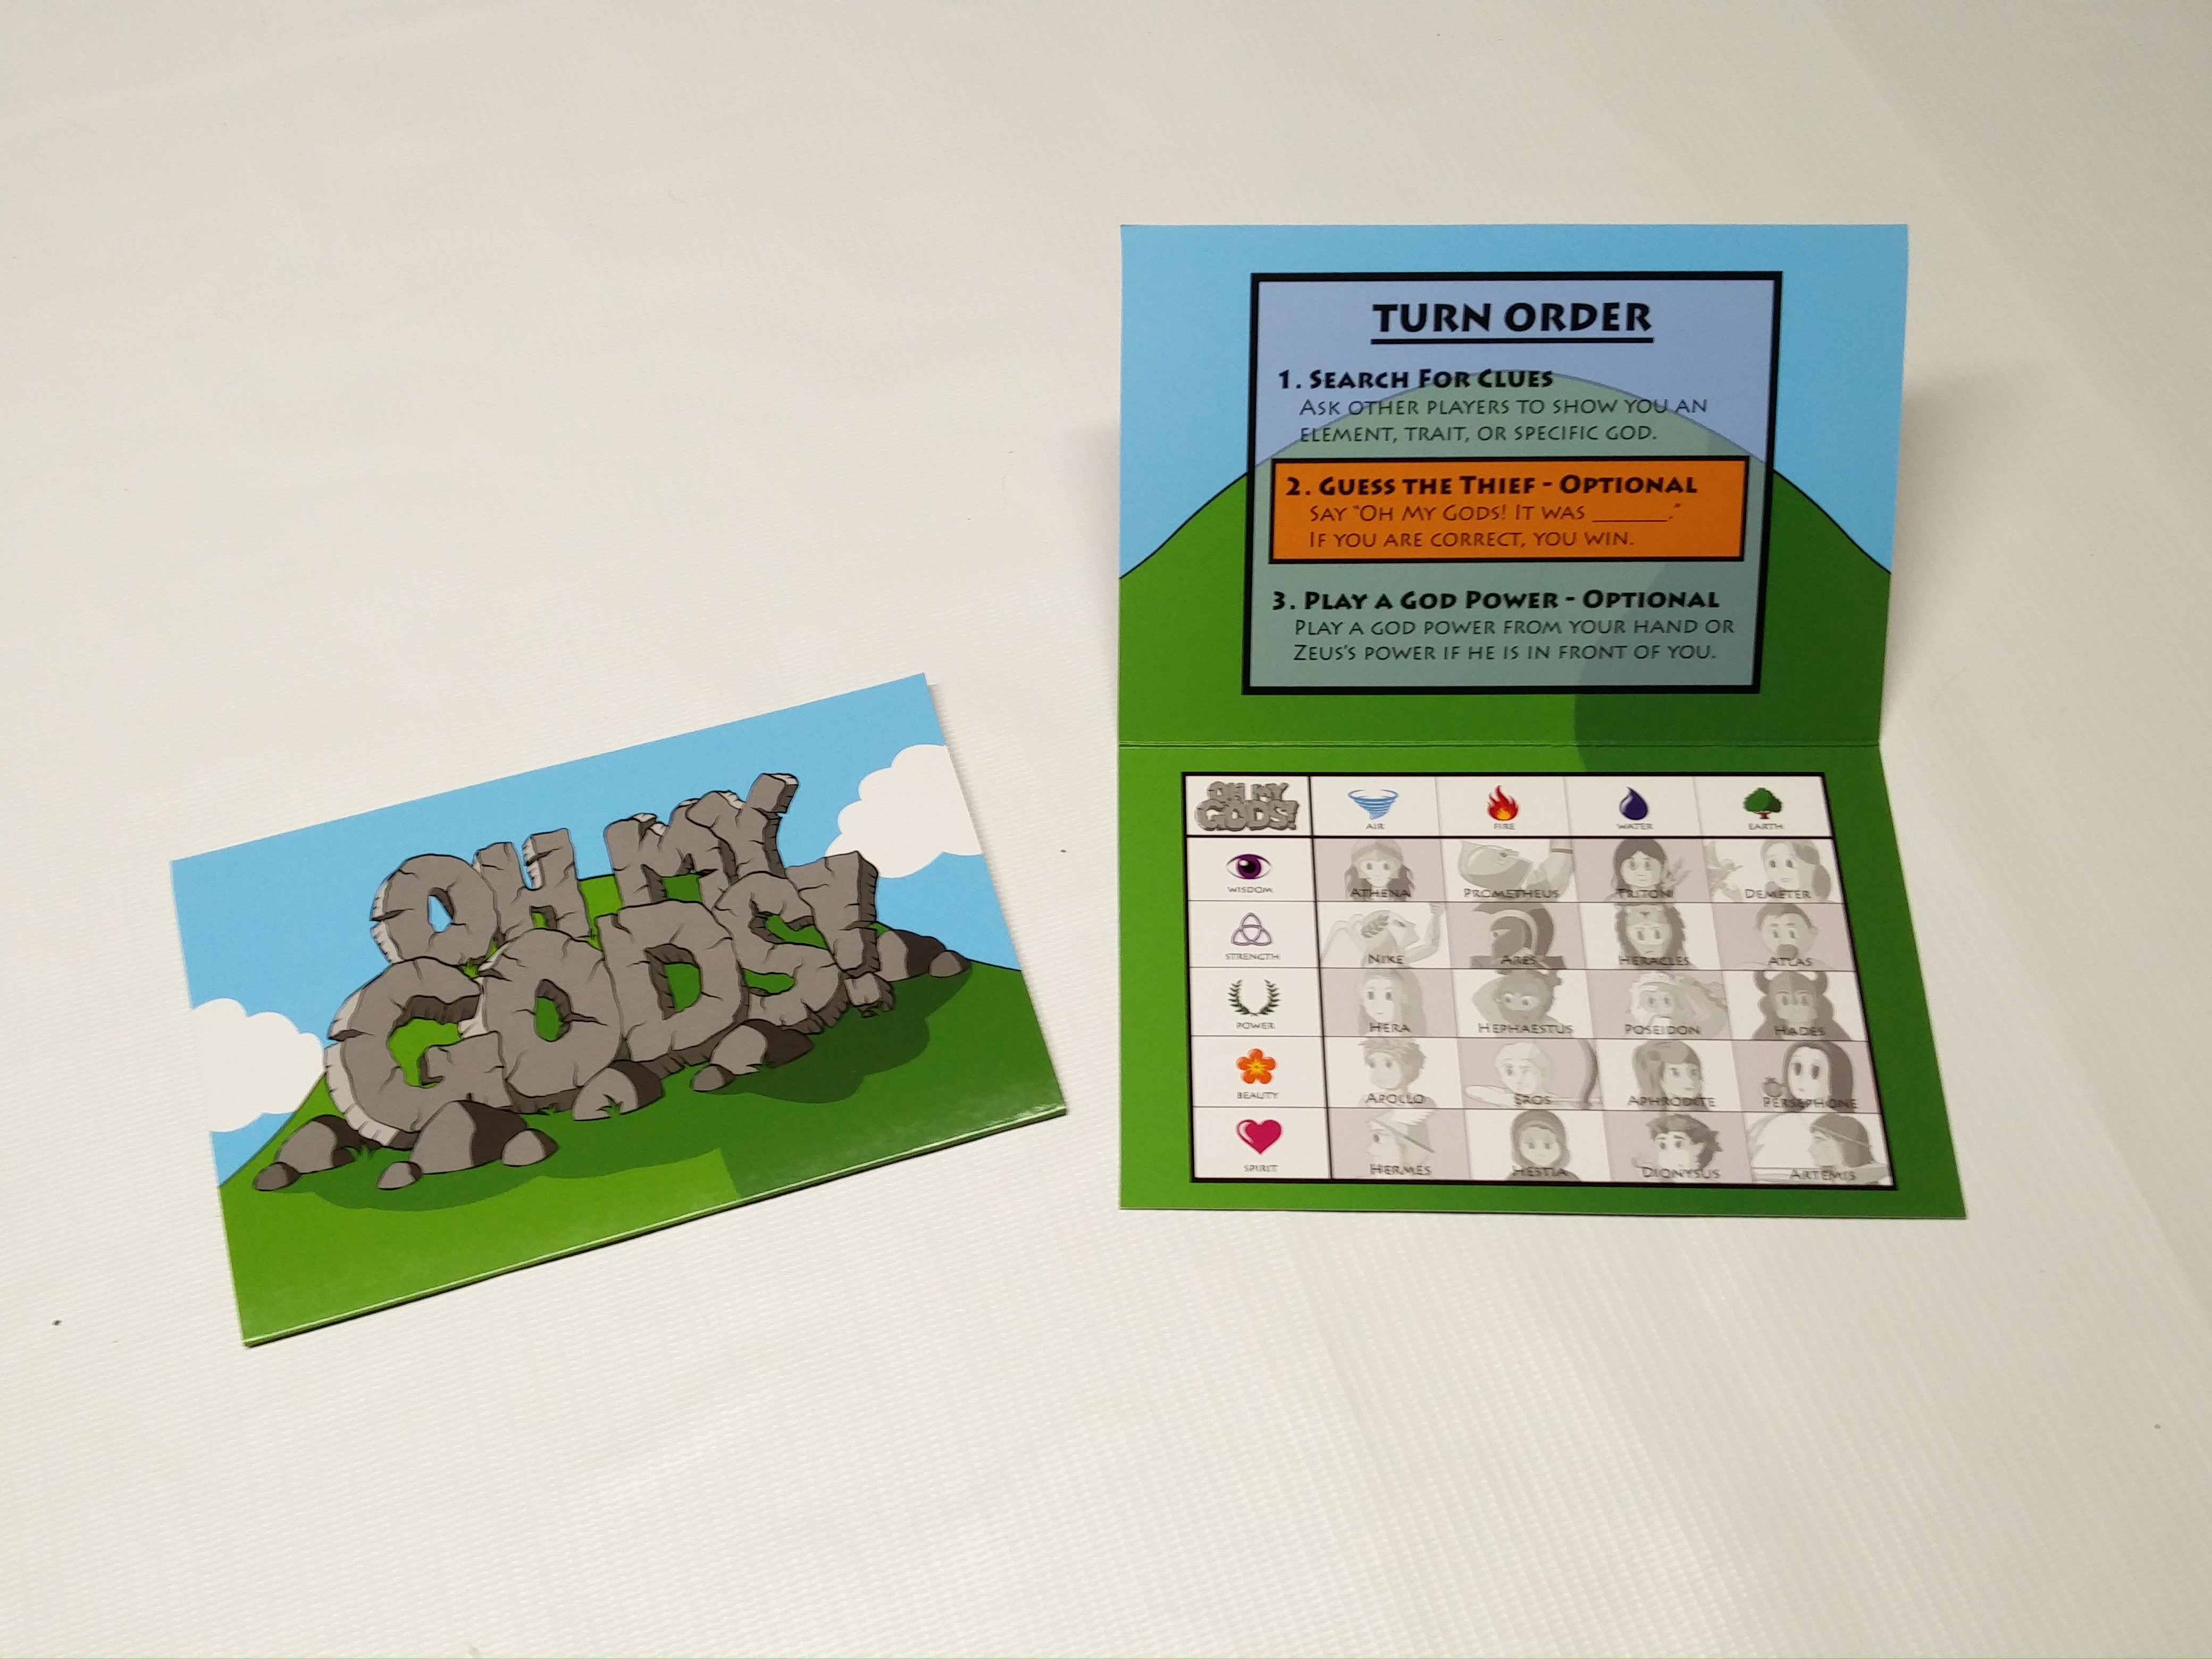 OH MY
GODS!
TURN ORDER
1. SEARCH FOR CLUES
ASK OTHER PLAYERS TO SHOW YOU AN
ELEMENT, TRAIT, OR SPECIFIC GOD.
2. GUESS THE THIEF - OPTIONAL
SAY "OH MY GODS! IT WAS ______."
IF YOU ARE CORRECT, YOU WIN.
3. PLAY A GOD POWER - OPTIONAL
PLAY A GOD POWER FROM YOUR HAND OR
ZEUS'S POWER IF HE IS IN FRONT OF YOU.
OH MY
GODS!
AIR FIRE WATER EARTH
WISDOM ATHENA PROMETHEUS TRITON DEMETER
STRENGTH NIKE ARES HERACLES ATLAS
POWER HERA HEPHAESTUS POSEIDON HADES
BEAUTY APOLLO EROS APHRODITE PERSEPHONE
SPIRIT HERMES HESTIA DIONYSUS ARTEMIS